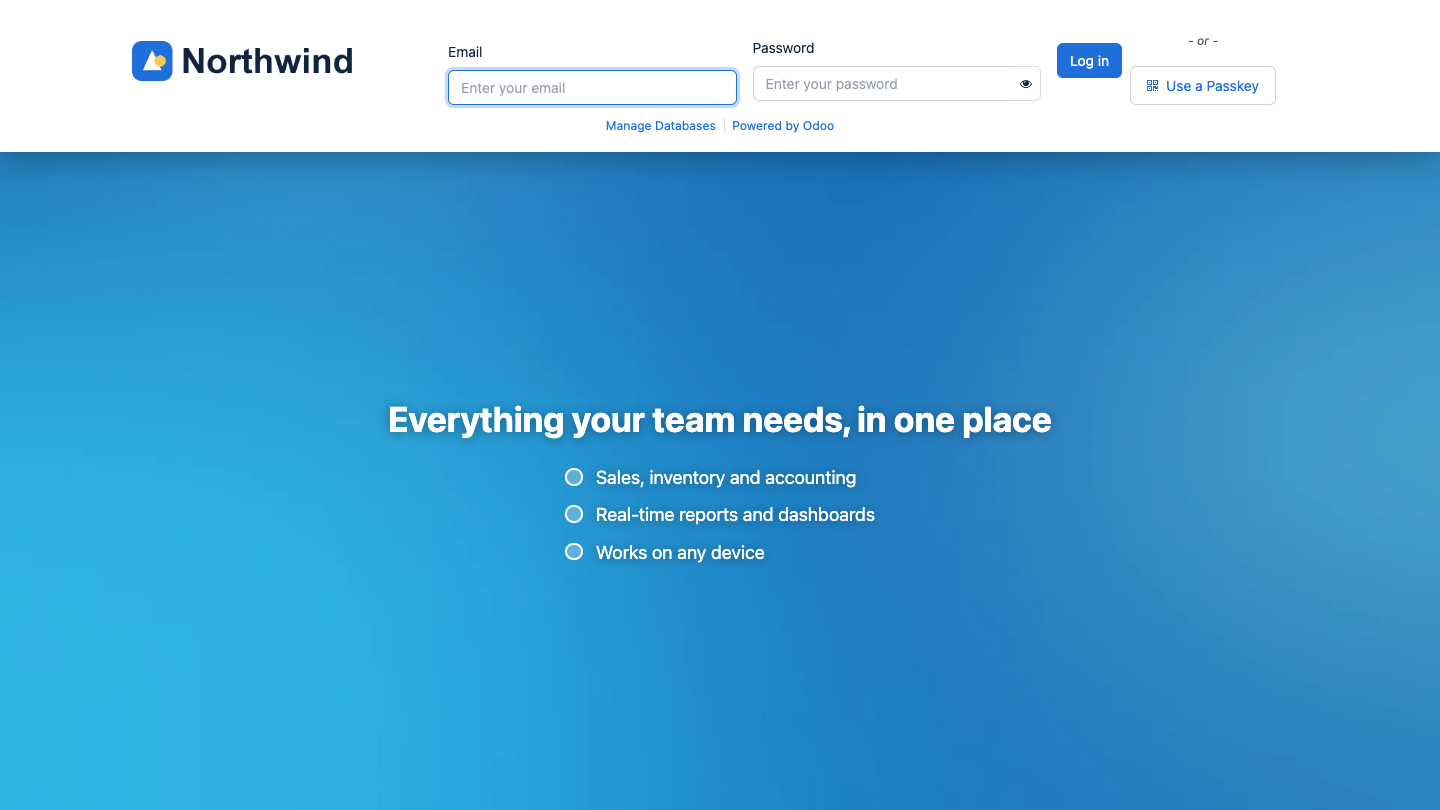 Northwind
Email
Enter your email
Password
Enter your password
Log in
- or -
Use a Passkey
Manage Databases
Powered by Odoo
Everything your team needs, in one place
Sales, inventory and accounting
Real-time reports and dashboards
Works on any device